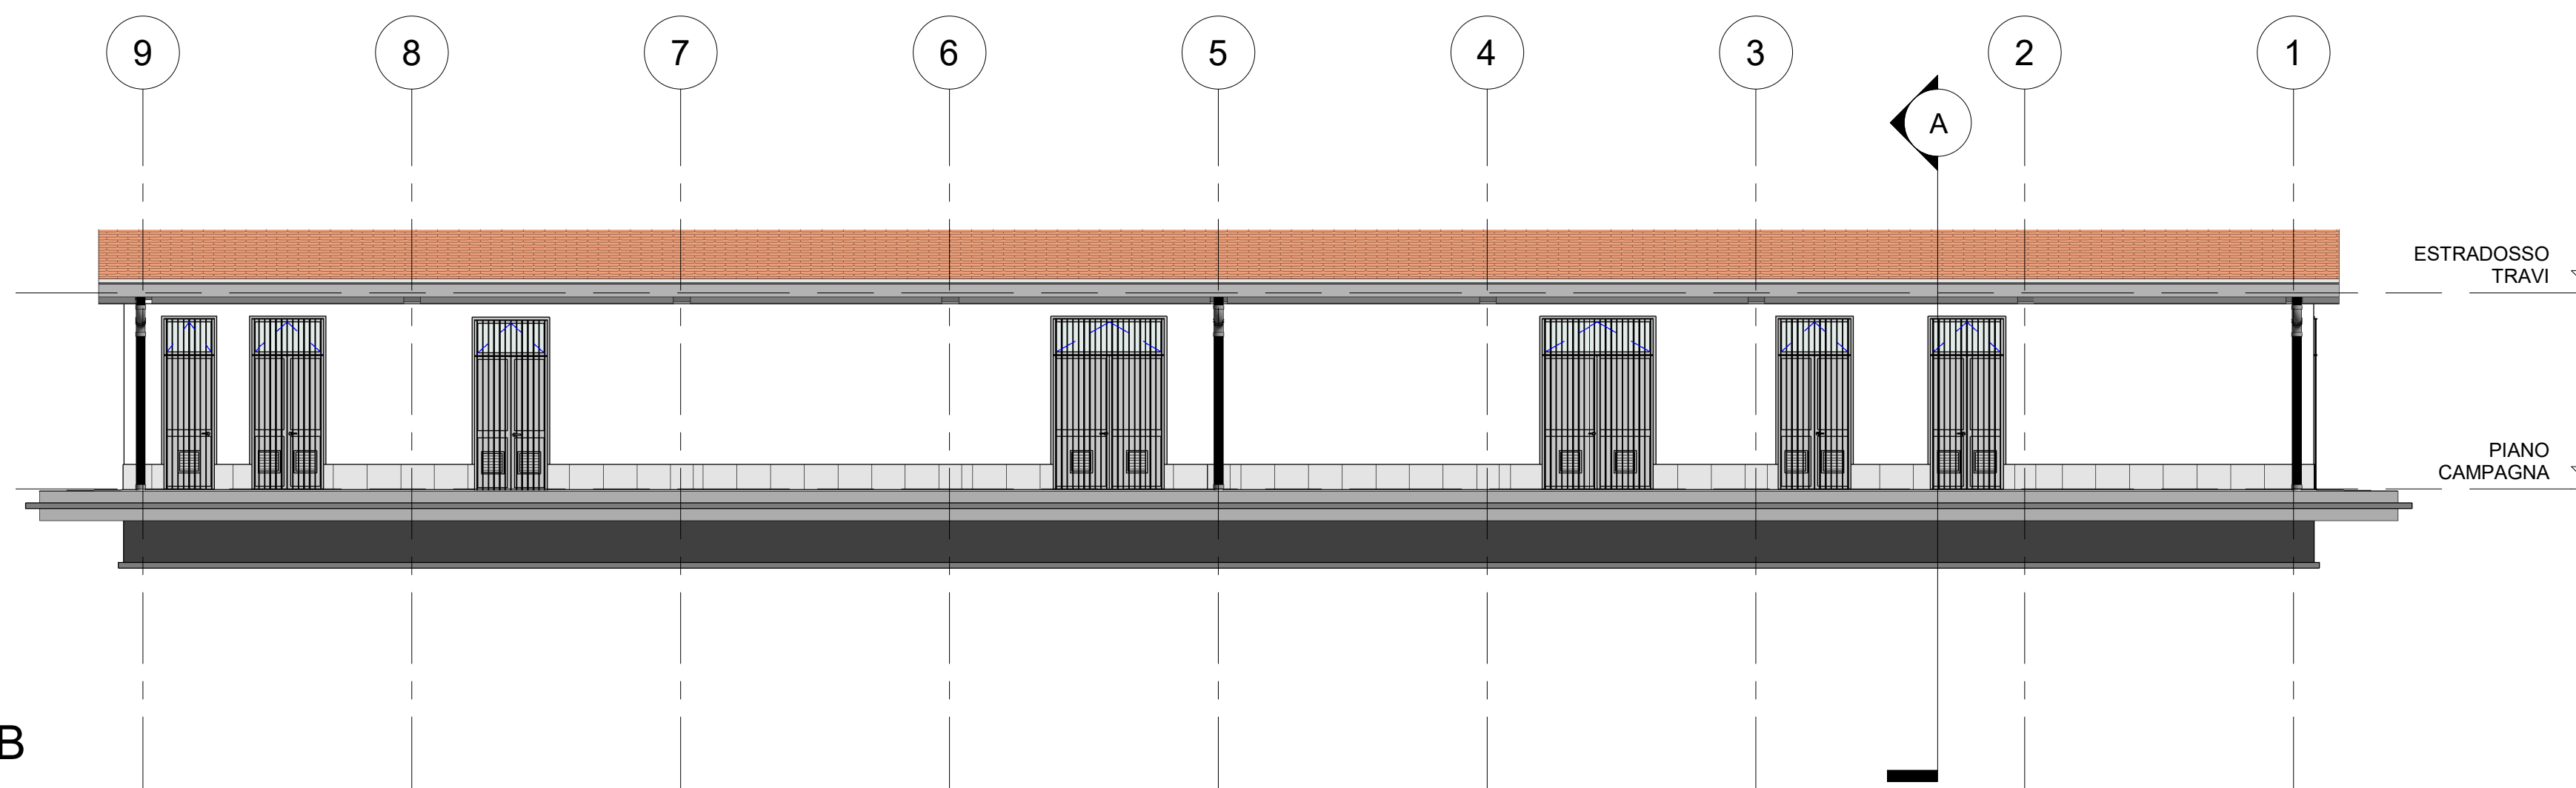 9 8 7 6 5 4 3 2 1
A
ESTRADOSSO
TRAVI
PIANO
CAMPAGNA
B